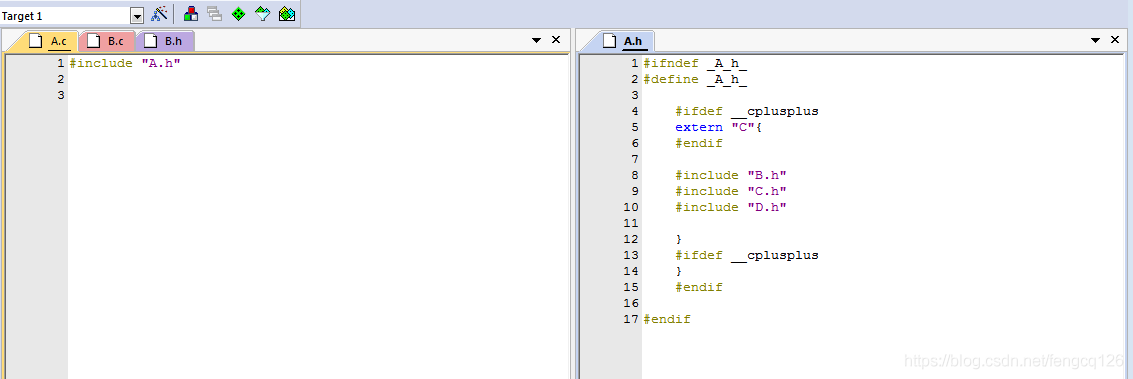 Target 1
A.c B.c B.h
1 #include "A.h"
2
3
A.h
1 #ifndef _A_h_
2 #define _A_h_
3
4 #ifdef __cplusplus
5 extern "C"{
6 #endif
7
8 #include "B.h"
9 #include "C.h"
10 #include "D.h"
11
12 }
13 #ifdef __cplusplus
14 }
15 #endif
16
17 #endif
https://blog.csdn.net/fengcq126